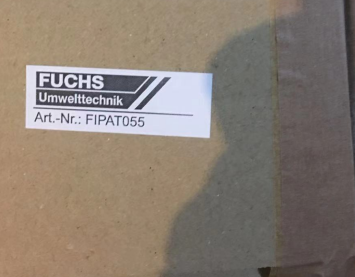 FUCHS
Umwelttechnik
Art.-Nr.: FIPAT055